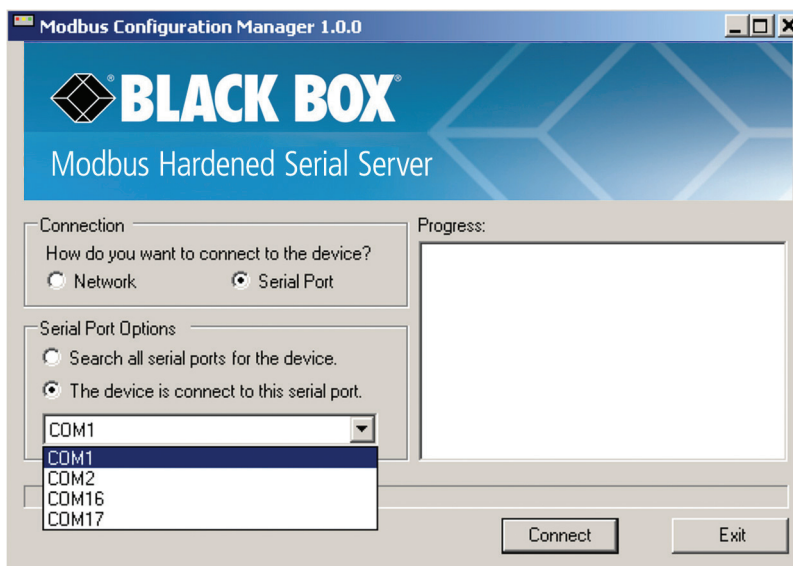 Modbus Configuration Manager 1.0.0
BLACK BOX®
Modbus Hardened Serial Server
Connection
How do you want to connect to the device?
Network
Serial Port
Serial Port Options
Search all serial ports for the device.
The device is connect to this serial port.
COM1
COM1
COM2
COM16
COM17
Progress:
Connect
Exit